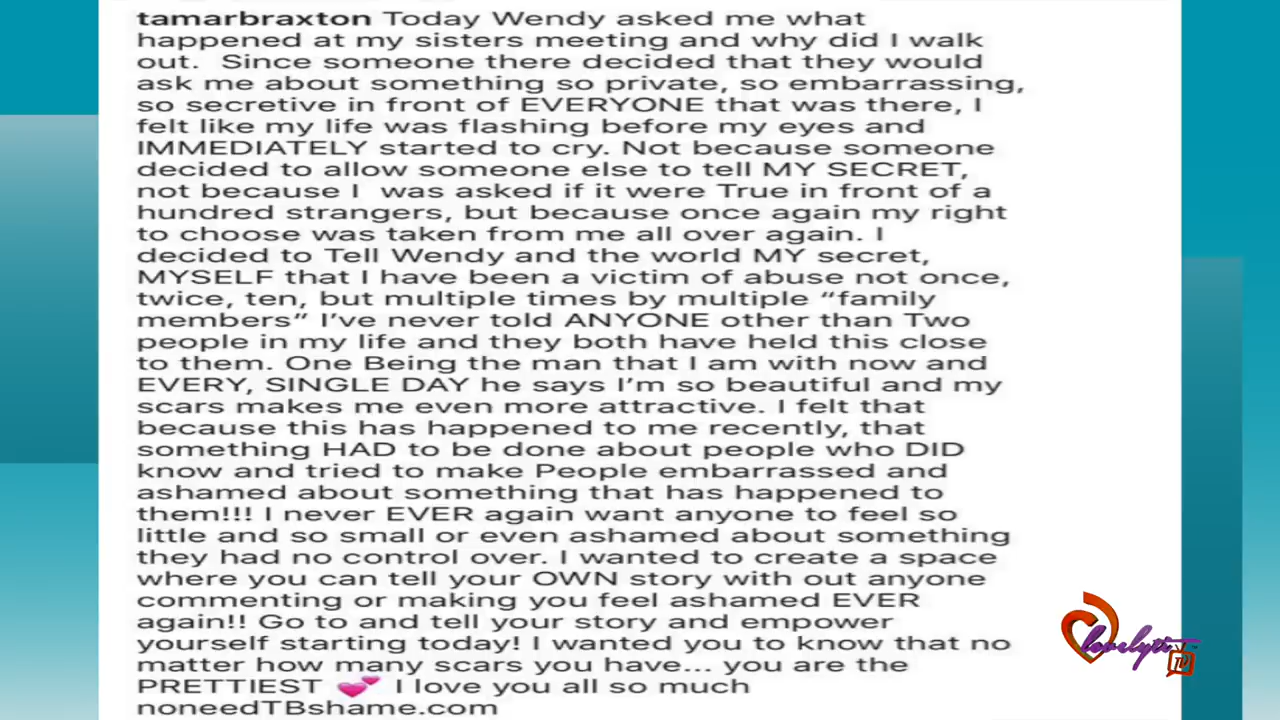 tamarbraxton Today Wendy asked me what
happened at my sisters meeting and why did I walk
out.  Since someone there decided that they would
ask me about something so private, so embarrassing,
so secretive in front of EVERYONE that was there, I
felt like my life was flashing before my eyes and
IMMEDIATELY started to cry. Not because someone
decided to allow someone else to tell MY SECRET,
not because I  was asked if it were True in front of a
hundred strangers, but because once again my right
to choose was taken from me all over again. I
decided to Tell Wendy and the world MY secret,
MYSELF that I have been a victim of abuse not once,
twice, ten, but multiple times by multiple “family
members” I’ve never told ANYONE other than Two
people in my life and they both have held this close
to them. One Being the man that I am with now and
EVERY, SINGLE DAY he says I’m so beautiful and my
scars makes me even more attractive. I felt that
because this has happened to me recently, that
something HAD to be done about people who DID
know and tried to make People embarrassed and
ashamed about something that has happened to
them!!! I never EVER again want anyone to feel so
little and so small or even ashamed about something
they had no control over. I wanted to create a space
where you can tell your OWN story with out anyone
commenting or making you feel ashamed EVER
again!! Go to and tell your story and empower
yourself starting today! I wanted you to know that no
matter how many scars you have... you are the
PRETTIEST 💕 I love you all so much
noneedTBshame.com
lovelyti
TV